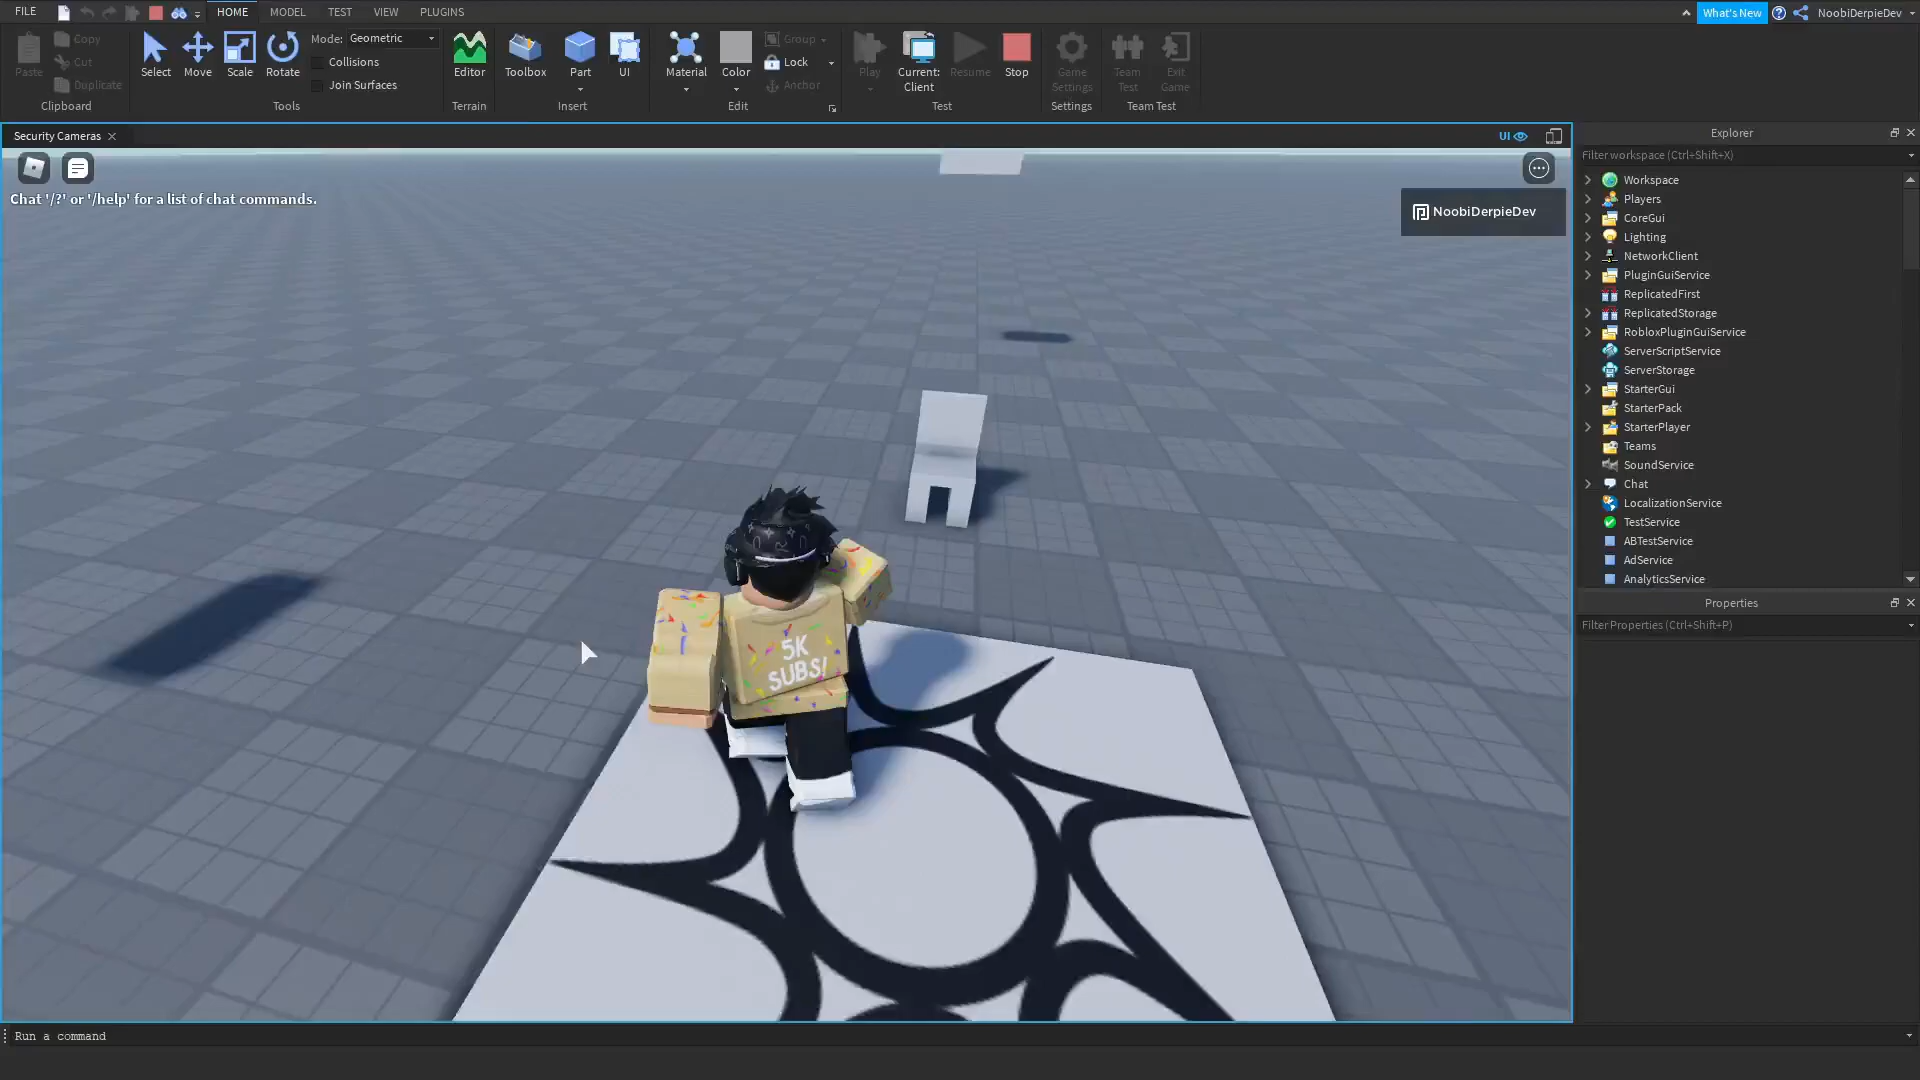 FILE HOME MODEL TEST VIEW PLUGINS What's New NoobiDerpieDev
Paste
Copy
Cut
Duplicate
Clipboard
Select
Move
Scale
Rotate
Mode: Geometric
Collisions
Join Surfaces
Tools
Editor
Terrain
Toolbox
Part
UI
Insert
Material
Color
Group
Lock
Anchor
Edit
Play
Current:
Client
Resume
Stop
Test
Game
Settings
Settings
Team
Test
Exit
Game
Team Test
Security Cameras
UI
Chat '/?' or '/help' for a list of chat commands.
NoobiDerpieDev
5K
SUBS!
Explorer
Filter workspace (Ctrl+Shift+X)
Workspace
Players
CoreGui
Lighting
NetworkClient
PluginGuiService
ReplicatedFirst
ReplicatedStorage
RobloxPluginGuiService
ServerScriptService
ServerStorage
StarterGui
StarterPack
StarterPlayer
Teams
SoundService
Chat
LocalizationService
TestService
ABTestService
AdService
AnalyticsService
Properties
Filter Properties (Ctrl+Shift+P)
Run a command